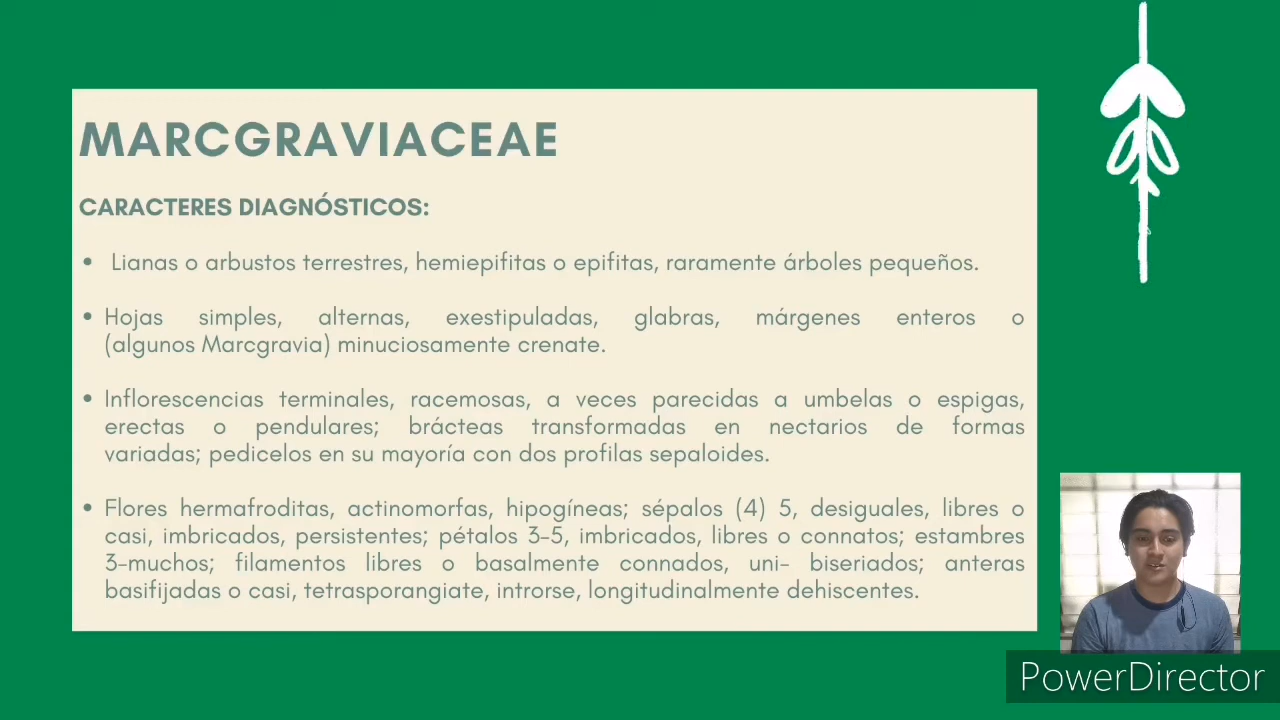 MARCGRAVIACEAE
CARACTERES DIAGNÓSTICOS:
• Lianas o arbustos terrestres, hemiepifitas o epifitas, raramente árboles pequeños.
• Hojas simples, alternas, exestipuladas, glabras, márgenes enteros o
(algunos Marcgravia) minuciosamente crenate.
• Inflorescencias terminales, racemosas, a veces parecidas a umbelas o espigas,
erectas o pendulares; brácteas transformadas en nectarios de formas
variadas; pedicelos en su mayoría con dos profilas sepaloides.
• Flores hermafroditas, actinomorfas, hipogíneas; sépalos (4) 5, desiguales, libres o
casi, imbricados, persistentes; pétalos 3-5, imbricados, libres o connatos; estambres
3-muchos; filamentos libres o basalmente connados, uni- biseriados; anteras
basifijadas o casi, tetrasporangiate, introrse, longitudinalmente dehiscentes.
PowerDirector